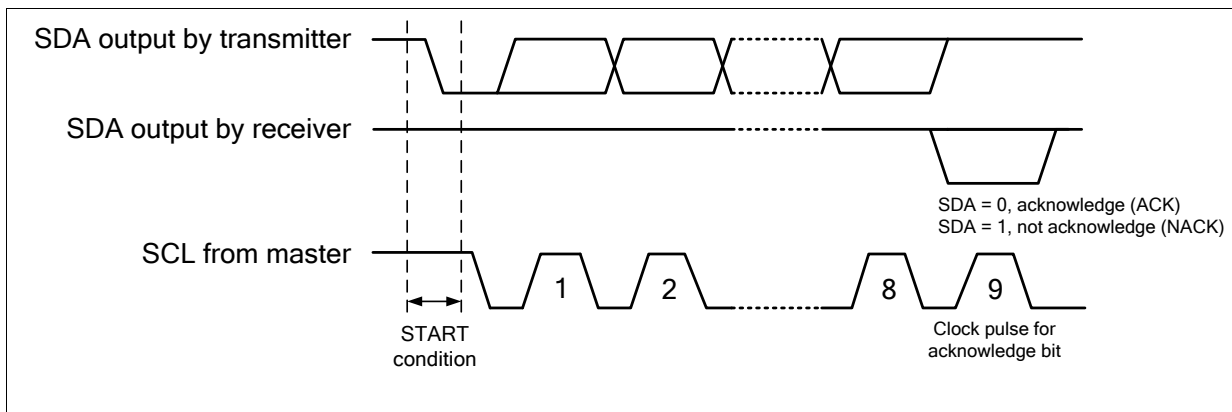 SDA output by transmitter
SDA output by receiver
SDA = 0, acknowledge (ACK)
SDA = 1, not acknowledge (NACK)
SCL from master
1
2
8
9
START
condition
Clock pulse for
acknowledge bit